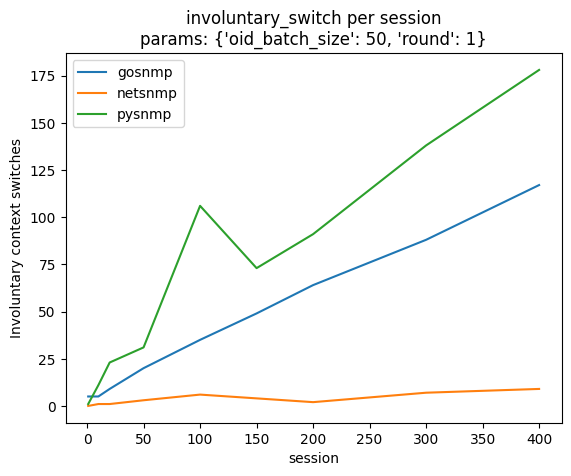 involuntary_switch per session
params: {'oid_batch_size': 50, 'round': 1}
gosnmp
netsnmp
pysnmp
Involuntary context switches
175
150
125
100
75
50
25
0
0 50 100 150 200 250 300 350 400
session